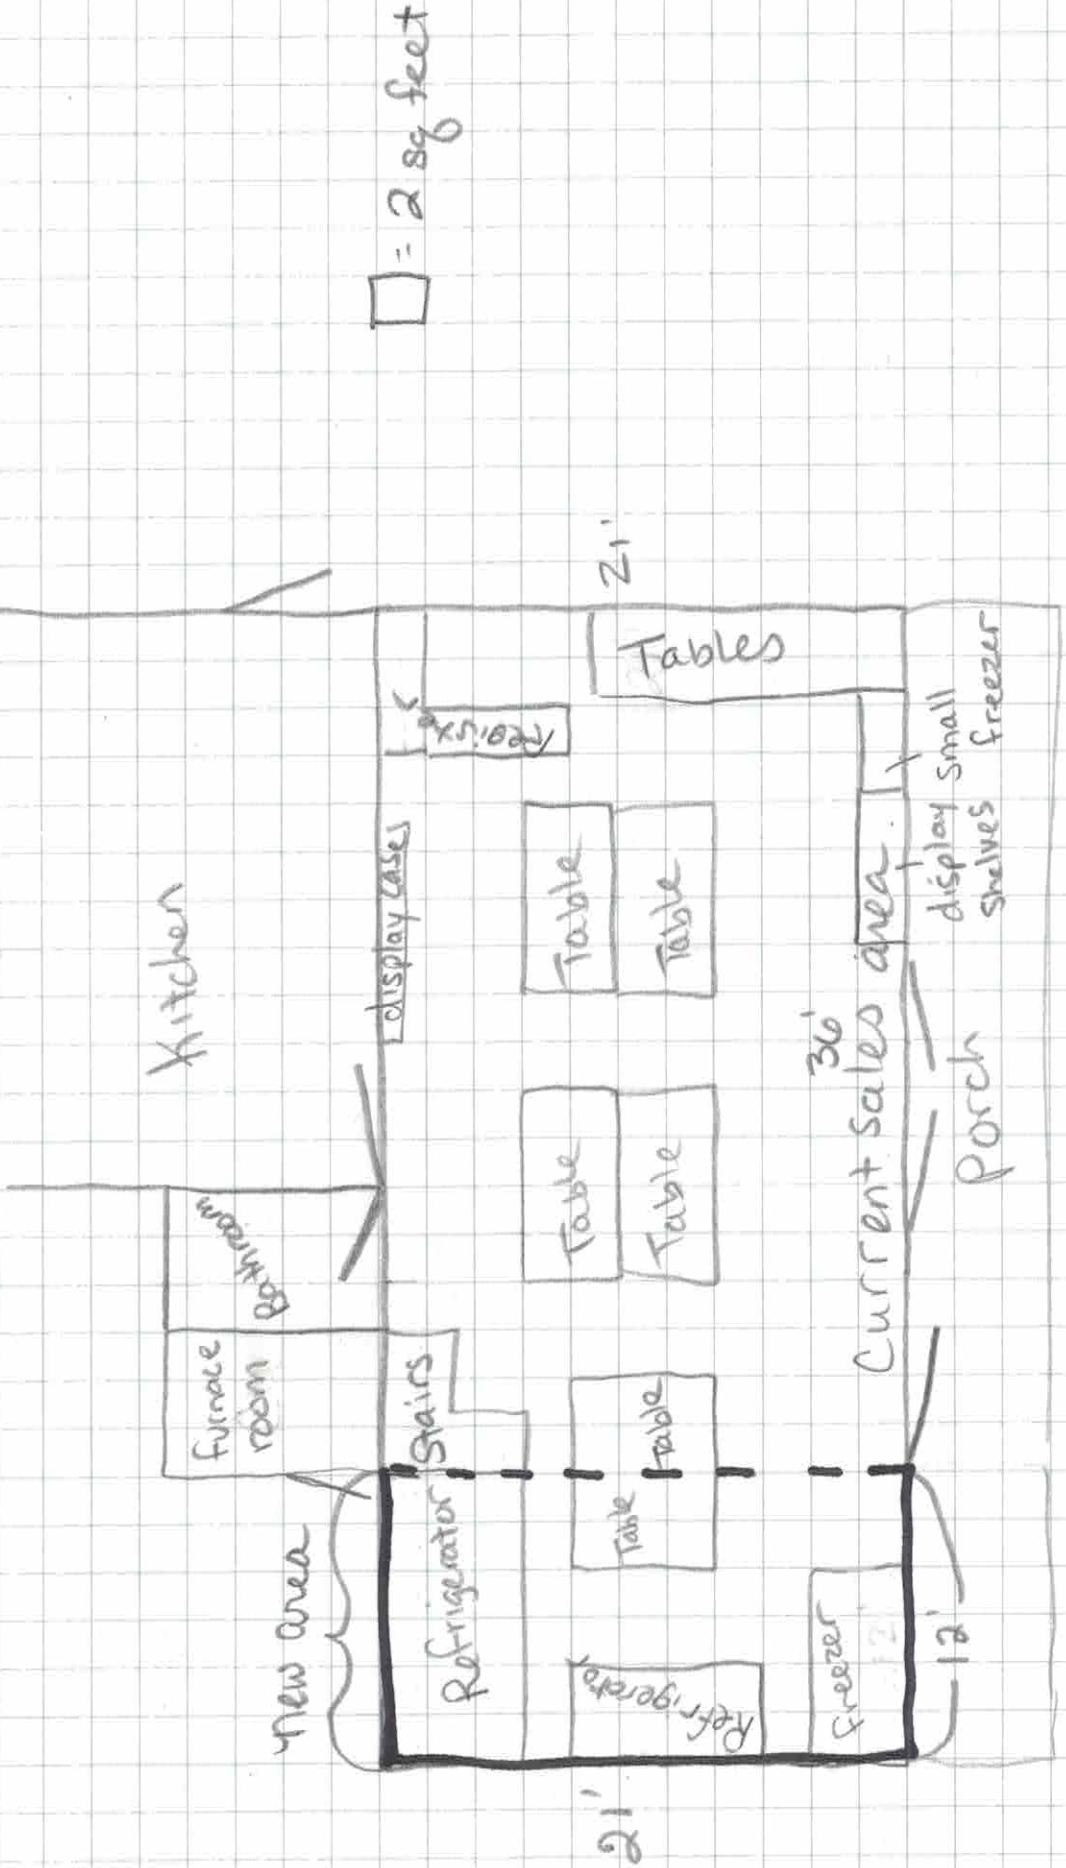 □ = 2 sq feet
Kitchen
Bathroom
furnace
room
new area
display cases
Register
21'
Tables
Table
Table
Table
Table
Table
Table
Stairs
Refrigerator
Refrigerator
freezer
21'
12'
36'
Current sales area
display
shelves
small
freezer
Porch